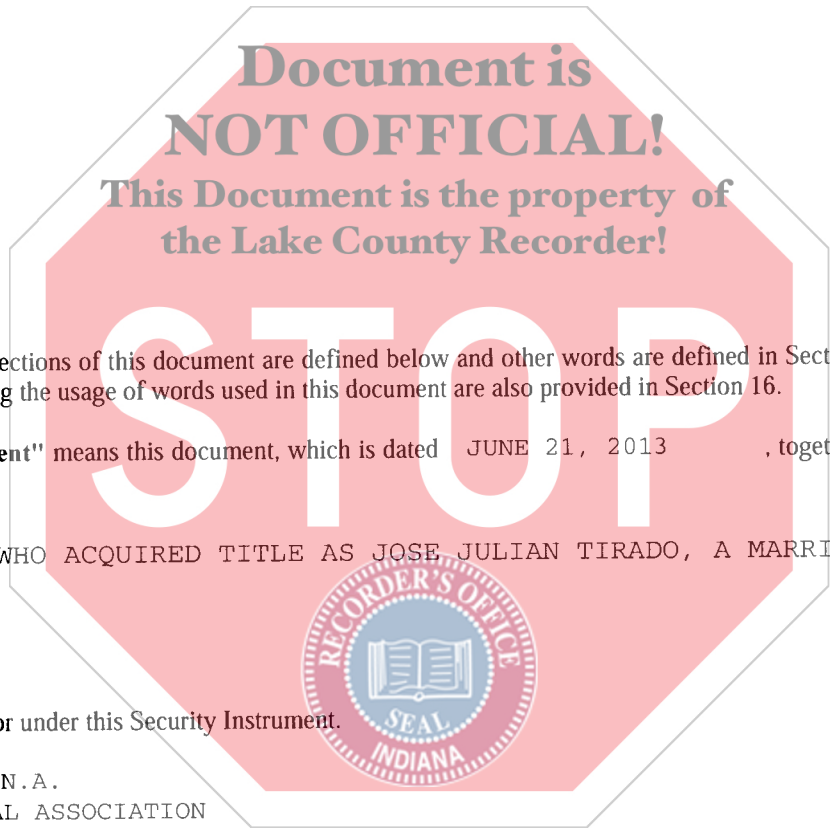 Document is
NOT OFFICIAL!
This Document is the property of
the Lake County Recorder!
STOP
ections of this document are defined below and other words are defined in Sect
g the usage of words used in this document are also provided in Section 16.
ent" means this document, which is dated JUNE 21, 2013 , toget
WHO ACQUIRED TITLE AS JOSE JULIAN TIRADO, A MARRI
RECORDER'S OFFICE
SEAL
INDIANA
or under this Security Instrument.
N.A.
AL ASSOCIATION